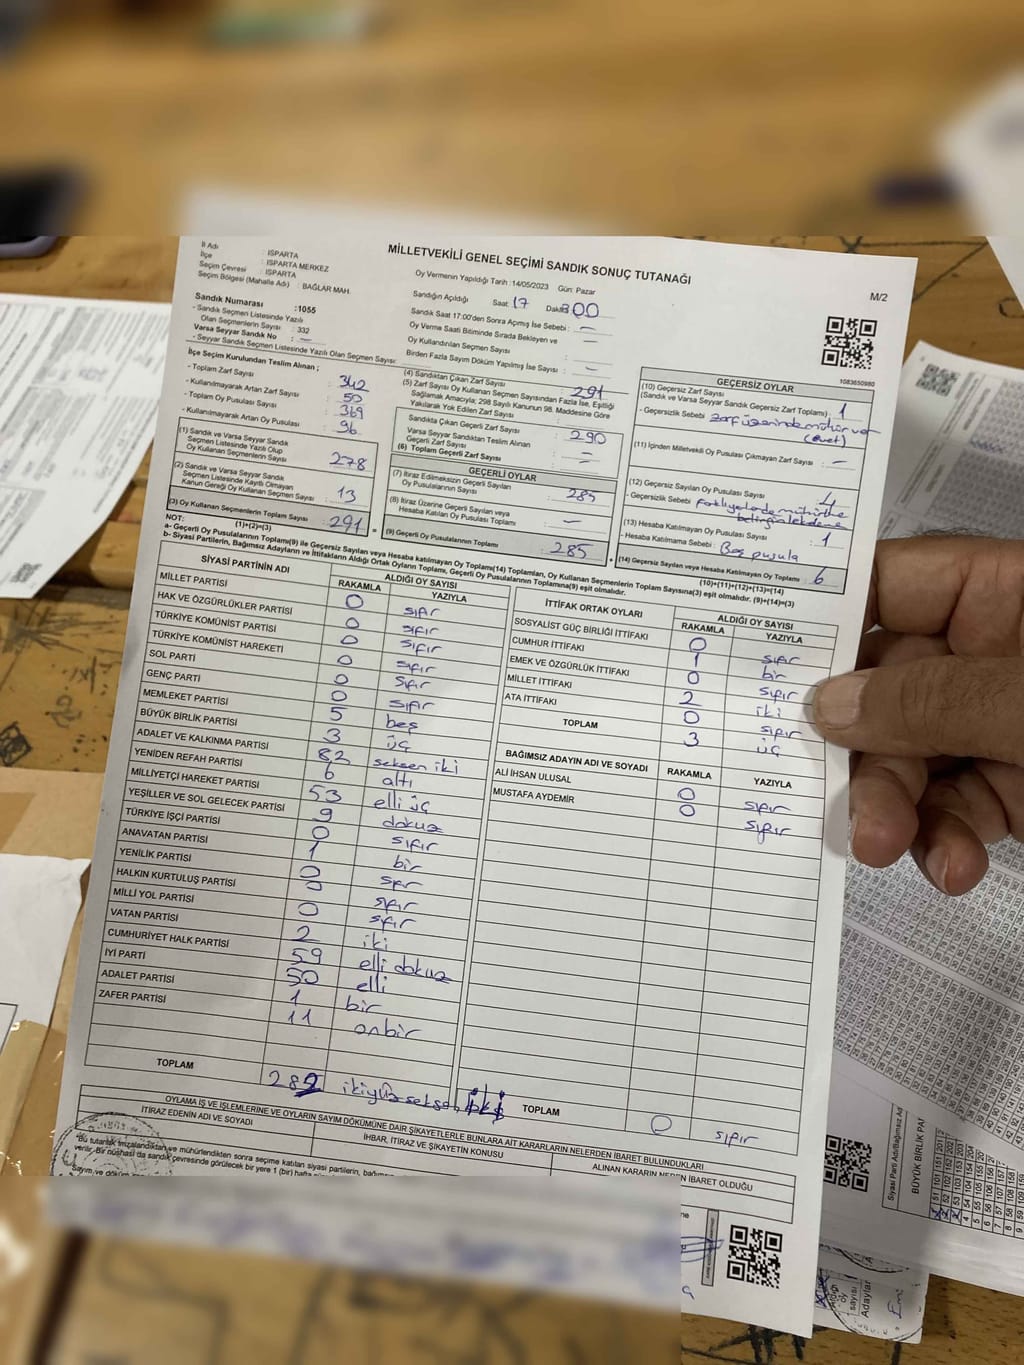 İl Adı : ISPARTA
İlçe : ISPARTA MERKEZ
Seçim Çevresi : ISPARTA
Seçim Bölgesi (Mahalle Adı) : BAĞLAR MAH.
MİLLETVEKİLİ GENEL SEÇİMİ SANDIK SONUÇ TUTANAĞI
M/2
Oy Vermenin Yapıldığı Tarih :14/05/2023 Gün: Pazar
Sandığın Açıldığı Saat 17 Dakika 00
Sandık Saat 17:00'den Sonra Açımış İse Sebebi : —
Oy Verme Saati Bitiminde Sırada Bekleyen ve
Oy Kullandırılan Seçmen Sayısı : —
Birden Fazla Sayım Döküm Yapılmış İse Sayısı : —
Sandık Numarası :1055
- Sandık Seçmen Listesinde Yazılı
Olan Seçmenlerin Sayısı : 332
Varsa Seyyar Sandık No : —
- Seyyar Sandık Seçmen Listesinde Yazılı Olan Seçmen Sayısı:
İlçe Seçim Kurulundan Teslim Alınan ;
- Toplam Zarf Sayısı : 342
- Kullanılmayarak Artan Zarf Sayısı : 50
- Toplam Oy Pusulası Sayısı : 369
- Kullanılmayarak Artan Oy Pusulası : 96
(1) Sandık ve Varsa Seyyar Sandık
Seçmen Listesinde Yazılı Olup
Oy Kullanan Seçmenlerin Sayısı : 278
(2) Sandık ve Varsa Seyyar Sandık
Seçmen Listesinde Kayıtlı Olmayan
Kanun Gereği Oy Kullanan Seçmen Sayısı : 13
(3) Oy Kullanan Seçmenlerin Toplam Sayısı : 291
(1)+(2)=(3)
(4) Sandıktan Çıkan Zarf Sayısı : 291
(5) Zarf Sayısı Oy Kullanan Seçmen Sayısından Fazla İse, Eşitliği
Sağlamak Amacıyla; 298 Sayılı Kanunun 98. Maddesine Göre
Yakılarak Yok Edilen Zarf Sayısı :
Sandıkta Çıkan Geçerli Zarf Sayısı : 290
Varsa Seyyar Sandıktan Teslim Alınan
Geçerli Zarf Sayısı : —
(6) Toplam Geçerli Zarf Sayısı : —
GEÇERLİ OYLAR
(7) İtiraz Edilmeksizin Geçerli Sayılan
Oy Pusulalarının Sayısı : 285
(8) İtiraz Üzerine Geçerli Sayılan veya
Hesaba Katılan Oy Pusulası Toplamı : —
(9) Geçerli Oy Pusulalarının Toplamı : 285
1083650980
GEÇERSİZ OYLAR
(10) Geçersiz Zarf Sayısı
(Sandık ve Varsa Seyyar Sandık Geçersiz Zarf Toplamı) : 1
- Geçersizlik Sebebi : Zarf üzerinde mühür var
(evet)
(11) İçinden Milletvekili Oy Pusulası Çıkmayan Zarf Sayısı : —
(12) Geçersiz Sayılan Oy Pusulası Sayısı : 4
- Geçersizlik Sebebi :
(13) Hesaba Katılmayan Oy Pusulası Sayısı : 1
- Hesaba Katılmama Sebebi : Boş pusula
(14) Geçersiz Sayılan veya Hesaba Katılmayan Oy Toplamı : 6
(10)+(11)+(12)+(13)=(14)
NOT:
a- Geçerli Oy Pusulalarının Toplamı(9) ile Geçersiz Sayılan veya Hesaba katılmayan Oy Toplamı(14) Toplamları, Oy Kullanan Seçmenlerin Toplam Sayısına(3) eşit olmalıdır. (9)+(14)=(3)
b- Siyasi Partilerin, Bağımsız Adayların ve İttifakların Aldığı Ortak Oyların Toplamı, Geçerli Oy Pusulalarının Toplamına(9) eşit olmalıdır.
SİYASİ PARTİNİN ADI ALDIĞI OY SAYISI
RAKAMLA YAZIYLA
MİLLET PARTİSİ 0 sıfır
HAK VE ÖZGÜRLÜKLER PARTİSİ 0 sıfır
TÜRKİYE KOMÜNİST PARTİSİ 0 sıfır
TÜRKİYE KOMÜNİST HAREKETİ 0 sıfır
SOL PARTİ 0 sıfır
GENÇ PARTİ 0 sıfır
MEMLEKET PARTİSİ 5 beş
BÜYÜK BİRLİK PARTİSİ 3 üç
ADALET VE KALKINMA PARTİSİ 82 seksen iki
YENİDEN REFAH PARTİSİ 6 altı
MİLLİYETÇİ HAREKET PARTİSİ 53 elli üç
YEŞİLLER VE SOL GELECEK PARTİSİ 9 dokuz
TÜRKİYE İŞÇİ PARTİSİ 0 sıfır
ANAVATAN PARTİSİ 1 bir
YENİLİK PARTİSİ 0 sıfır
HALKIN KURTULUŞ PARTİSİ 0 sıfır
MİLLİ YOL PARTİSİ 0 sıfır
VATAN PARTİSİ 2 iki
CUMHURİYET HALK PARTİSİ 59 elli dokuz
İYİ PARTİ 50 elli
ADALET PARTİSİ 1 bir
ZAFER PARTİSİ 11 onbir
TOPLAM 282 ikiyüz seksen iki
İTTİFAK ORTAK OYLARI ALDIĞI OY SAYISI
RAKAMLA YAZIYLA
SOSYALİST GÜÇ BİRLİĞİ İTTİFAKI 0 sıfır
CUMHUR İTTİFAKI 1 bir
EMEK VE ÖZGÜRLÜK İTTİFAKI 0 sıfır
MİLLET İTTİFAKI 2 iki
ATA İTTİFAKI 0 sıfır
TOPLAM 3 üç
BAĞIMSIZ ADAYIN ADI VE SOYADI RAKAMLA YAZIYLA
ALİ İHSAN ULUSAL 0 sıfır
MUSTAFA AYDEMİR 0 sıfır
TOPLAM 0 sıfır
OYLAMA İŞ VE İŞLEMLERİNE VE OYLARIN SAYIM DÖKÜMÜNE DAİR ŞİKAYETLERLE BUNLARA AİT KARARLARIN NELERDEN İBARET BULUNDUKLARI
İTİRAZ EDENİN ADI VE SOYADI
İHBAR, İTİRAZ VE ŞİKAYETİN KONUSU
ALINAN KARARIN NEDEN İBARET OLDUĞU
"Bu tutanak imzalandıktan ve mühürlendikten sonra seçime katılan siyasi partilerin, bağımsız
verilir. Bir nüshası da sandık çevresinde görülecek bir yere 1 (bir) hafta
Siyasi Parti Adı/Bağımsız Ad
BÜYÜK BİRLİK PAR
Aldığı
oy
sayısı
Adaylar